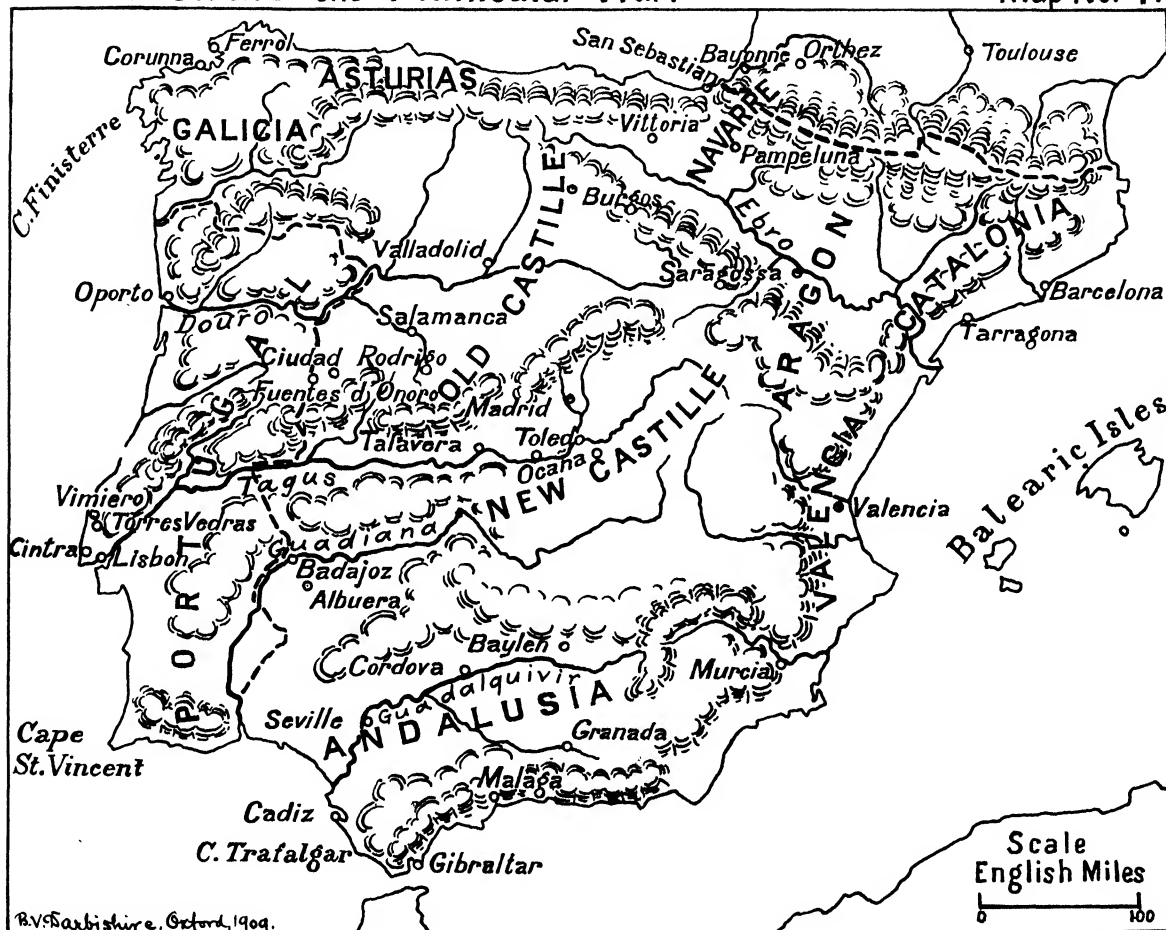 Ferrol
Corunna
San Sebastian
Bayonne
Orthez
Toulouse
ASTURIAS
GALICIA
Vittoria
NAVARRE
Pampeluna
C. Finisterre
Burgos
Ebro
CATALONIA
Valladolid
OLD CASTILLE
Saragossa
ARAGON
Barcelona
Oporto
Douro
Salamanca
Tarragona
Ciudad Rodrigo
Fuentes d Onoro
Madrid
Talavera
Toledo
Ocana
NEW CASTILLE
Tagus
Vimiero
Torres Vedras
Cintra
Lisbon
PORTUGAL
Guadiana
Badajoz
Albuera
VALENCIA
Valencia
Balearic Isles
Baylen
Cordova
Murcia
Guadalquivir
Seville
ANDALUSIA
Granada
Cape
St. Vincent
Malaga
Cadiz
C. Trafalgar
Gibraltar
Scale
English Miles
0 100
B.V. Darbishire, Oxford, 1909.